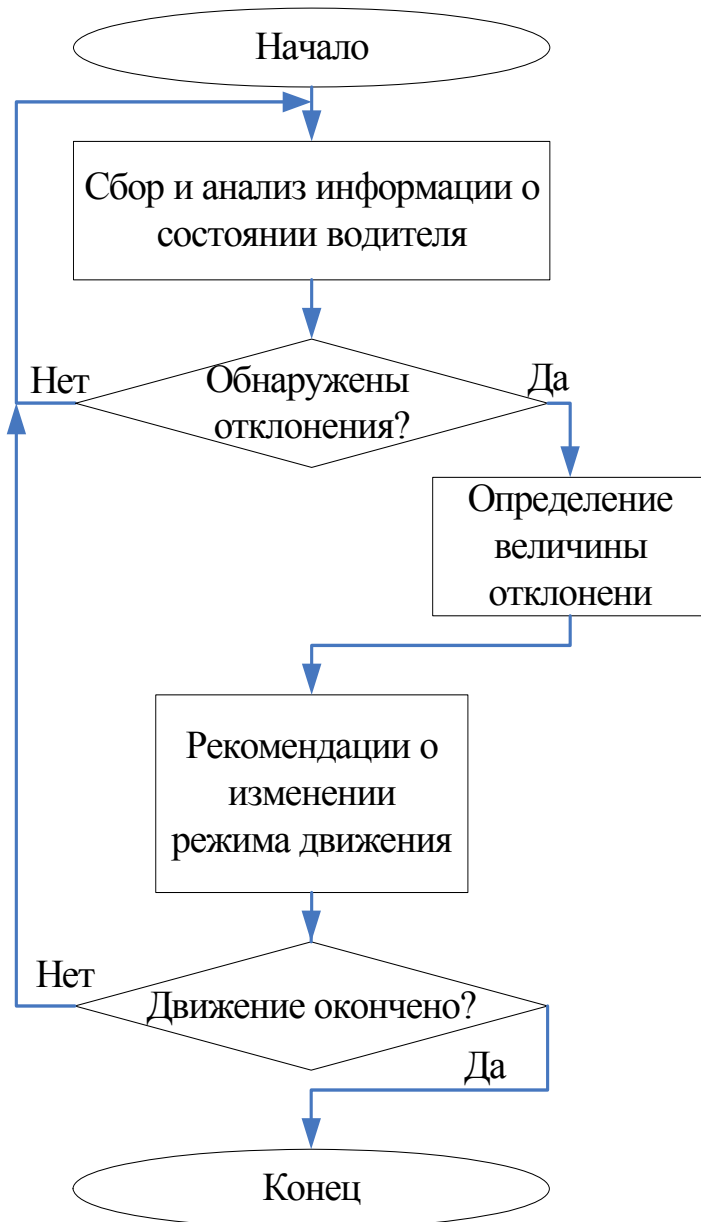 Начало
Сбор и анализ информации о
состоянии водителя
Нет
Обнаружены
отклонения?
Да
Определение
величины
отклонени
Рекомендации о
изменении
режима движения
Нет
Движение окончено?
Да
Конец